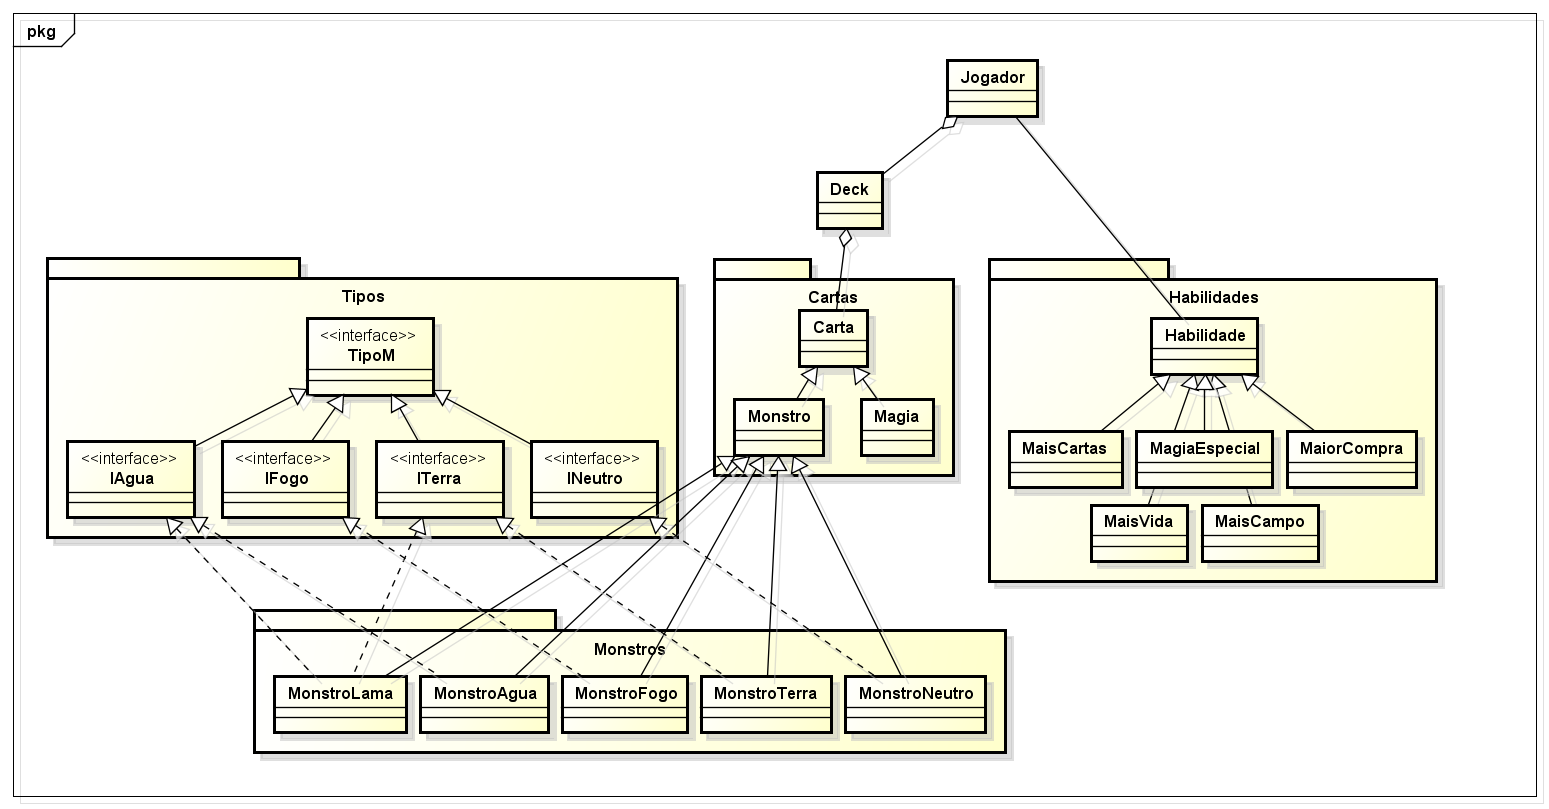 pkg
Jogador
Deck
Tipos
Cartas
Habilidades
<<interface>>
TipoM
Carta
Habilidade
Monstro
Magia
<<interface>>
IAgua
<<interface>>
IFogo
<<interface>>
ITerra
<<interface>>
INeutro
MaisCartas
MagiaEspecial
MaiorCompra
MaisVida
MaisCampo
Monstros
MonstroLama
MonstroAgua
MonstroFogo
MonstroTerra
MonstroNeutro